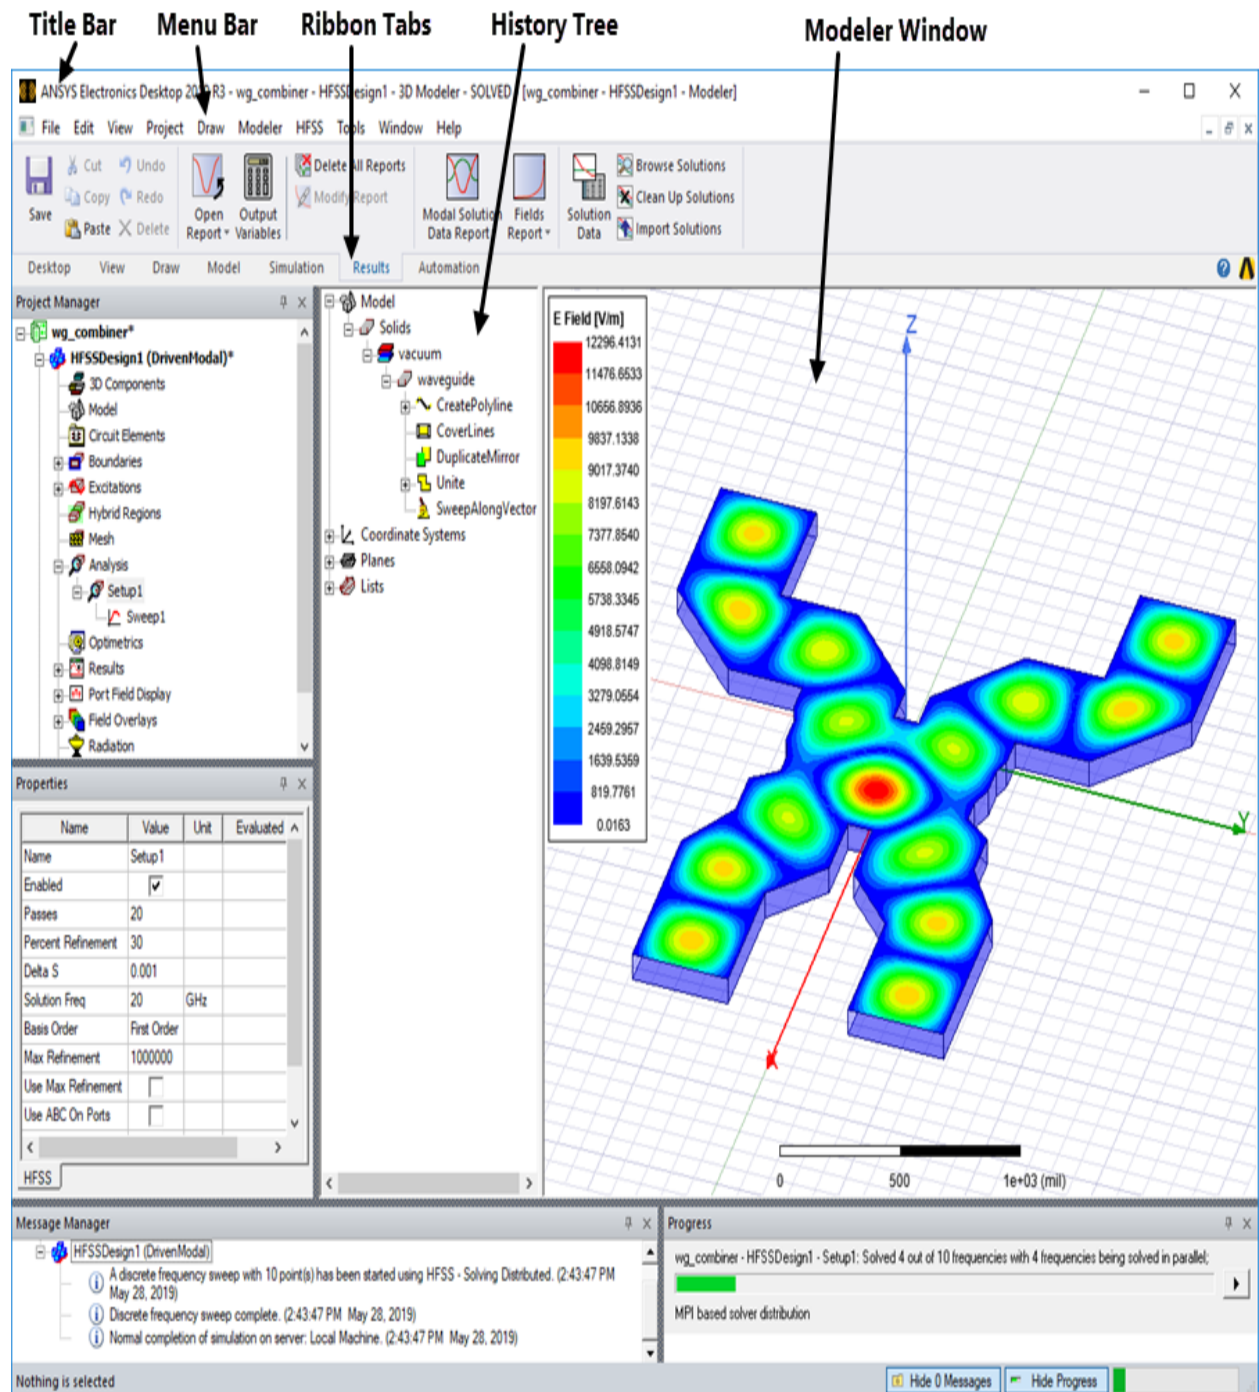 Title Bar Menu Bar Ribbon Tabs History Tree Modeler Window
ANSYS Electronics Desktop R3 - wg_combiner - HFSSDesign1 - 3D Modeler - SOLVED [wg_combiner - HFSSDesign1 - Modeler]
File Edit View Project Draw Modeler HFSS Tools Window Help
Save
Cut Undo
Copy Redo
Paste Delete
Open
Report
Output
Variables
Delete All Reports
Modify Report
Modal Solution
Data Report
Fields
Report
Solution
Data
Browse Solutions
Clean Up Solutions
Import Solutions
Desktop View Draw Model Simulation Results Automation
Project Manager
wg_combiner*
HFSSDesign1 (DrivenModal)*
3D Components
Model
Circuit Elements
Boundaries
Excitations
Hybrid Regions
Mesh
Analysis
Setup1
Sweep1
Optimetrics
Results
Port Field Display
Field Overlays
Radiation
Properties
Name Value Unit Evaluated
Name Setup1
Enabled
Passes 20
Percent Refinement 30
Delta S 0.001
Solution Freq 20 GHz
Basis Order First Order
Max Refinement 1000000
Use Max Refinement
Use ABC On Ports
HFSS
Model
Solids
vacuum
waveguide
CreatePolyline
CoverLines
DuplicateMirror
Unite
SweepAlongVector
Coordinate Systems
Planes
Lists
E Field [V/m]
12296.4131
11476.6533
10656.8936
9837.1338
9017.3740
8197.6143
7377.8540
6558.0942
5738.3345
4918.5747
4098.8149
3279.0554
2459.2957
1639.5359
819.7761
0.0163
Z
Y
X
0 500 1e+03 (mil)
Message Manager
HFSSDesign1 (DrivenModal)
A discrete frequency sweep with 10 point(s) has been started using HFSS - Solving Distributed. (2:43:47 PM
May 28, 2019)
Discrete frequency sweep complete. (2:43:47 PM May 28, 2019)
Normal completion of simulation on server: Local Machine. (2:43:47 PM May 28, 2019)
Progress
wg_combiner - HFSSDesign1 - Setup1: Solved 4 out of 10 frequencies with 4 frequencies being solved in parallel;
MPI based solver distribution
Nothing is selected
Hide 0 Messages Hide Progress